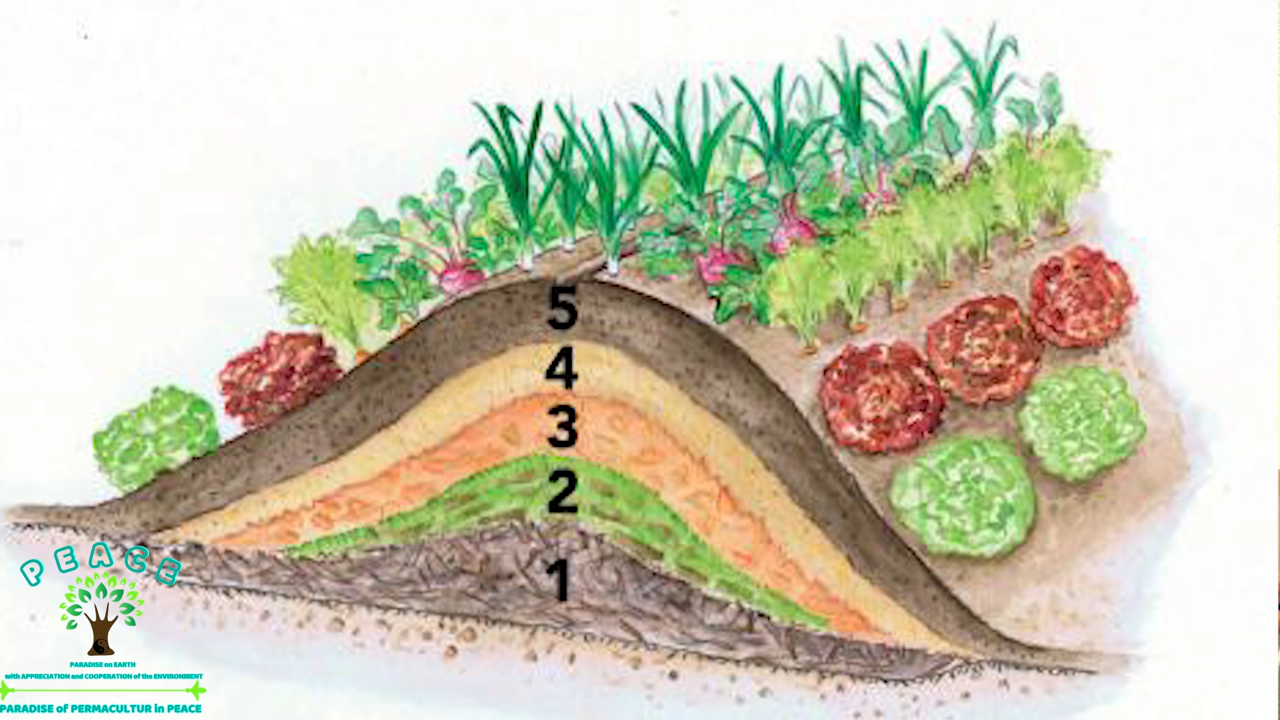 5
4
3
2
1
PEACE
PARADISE on EARTH
with APPRECIATION and COOPERATION of the ENVIRONMENT
PARADISE of PERMACULTUR in PEACE